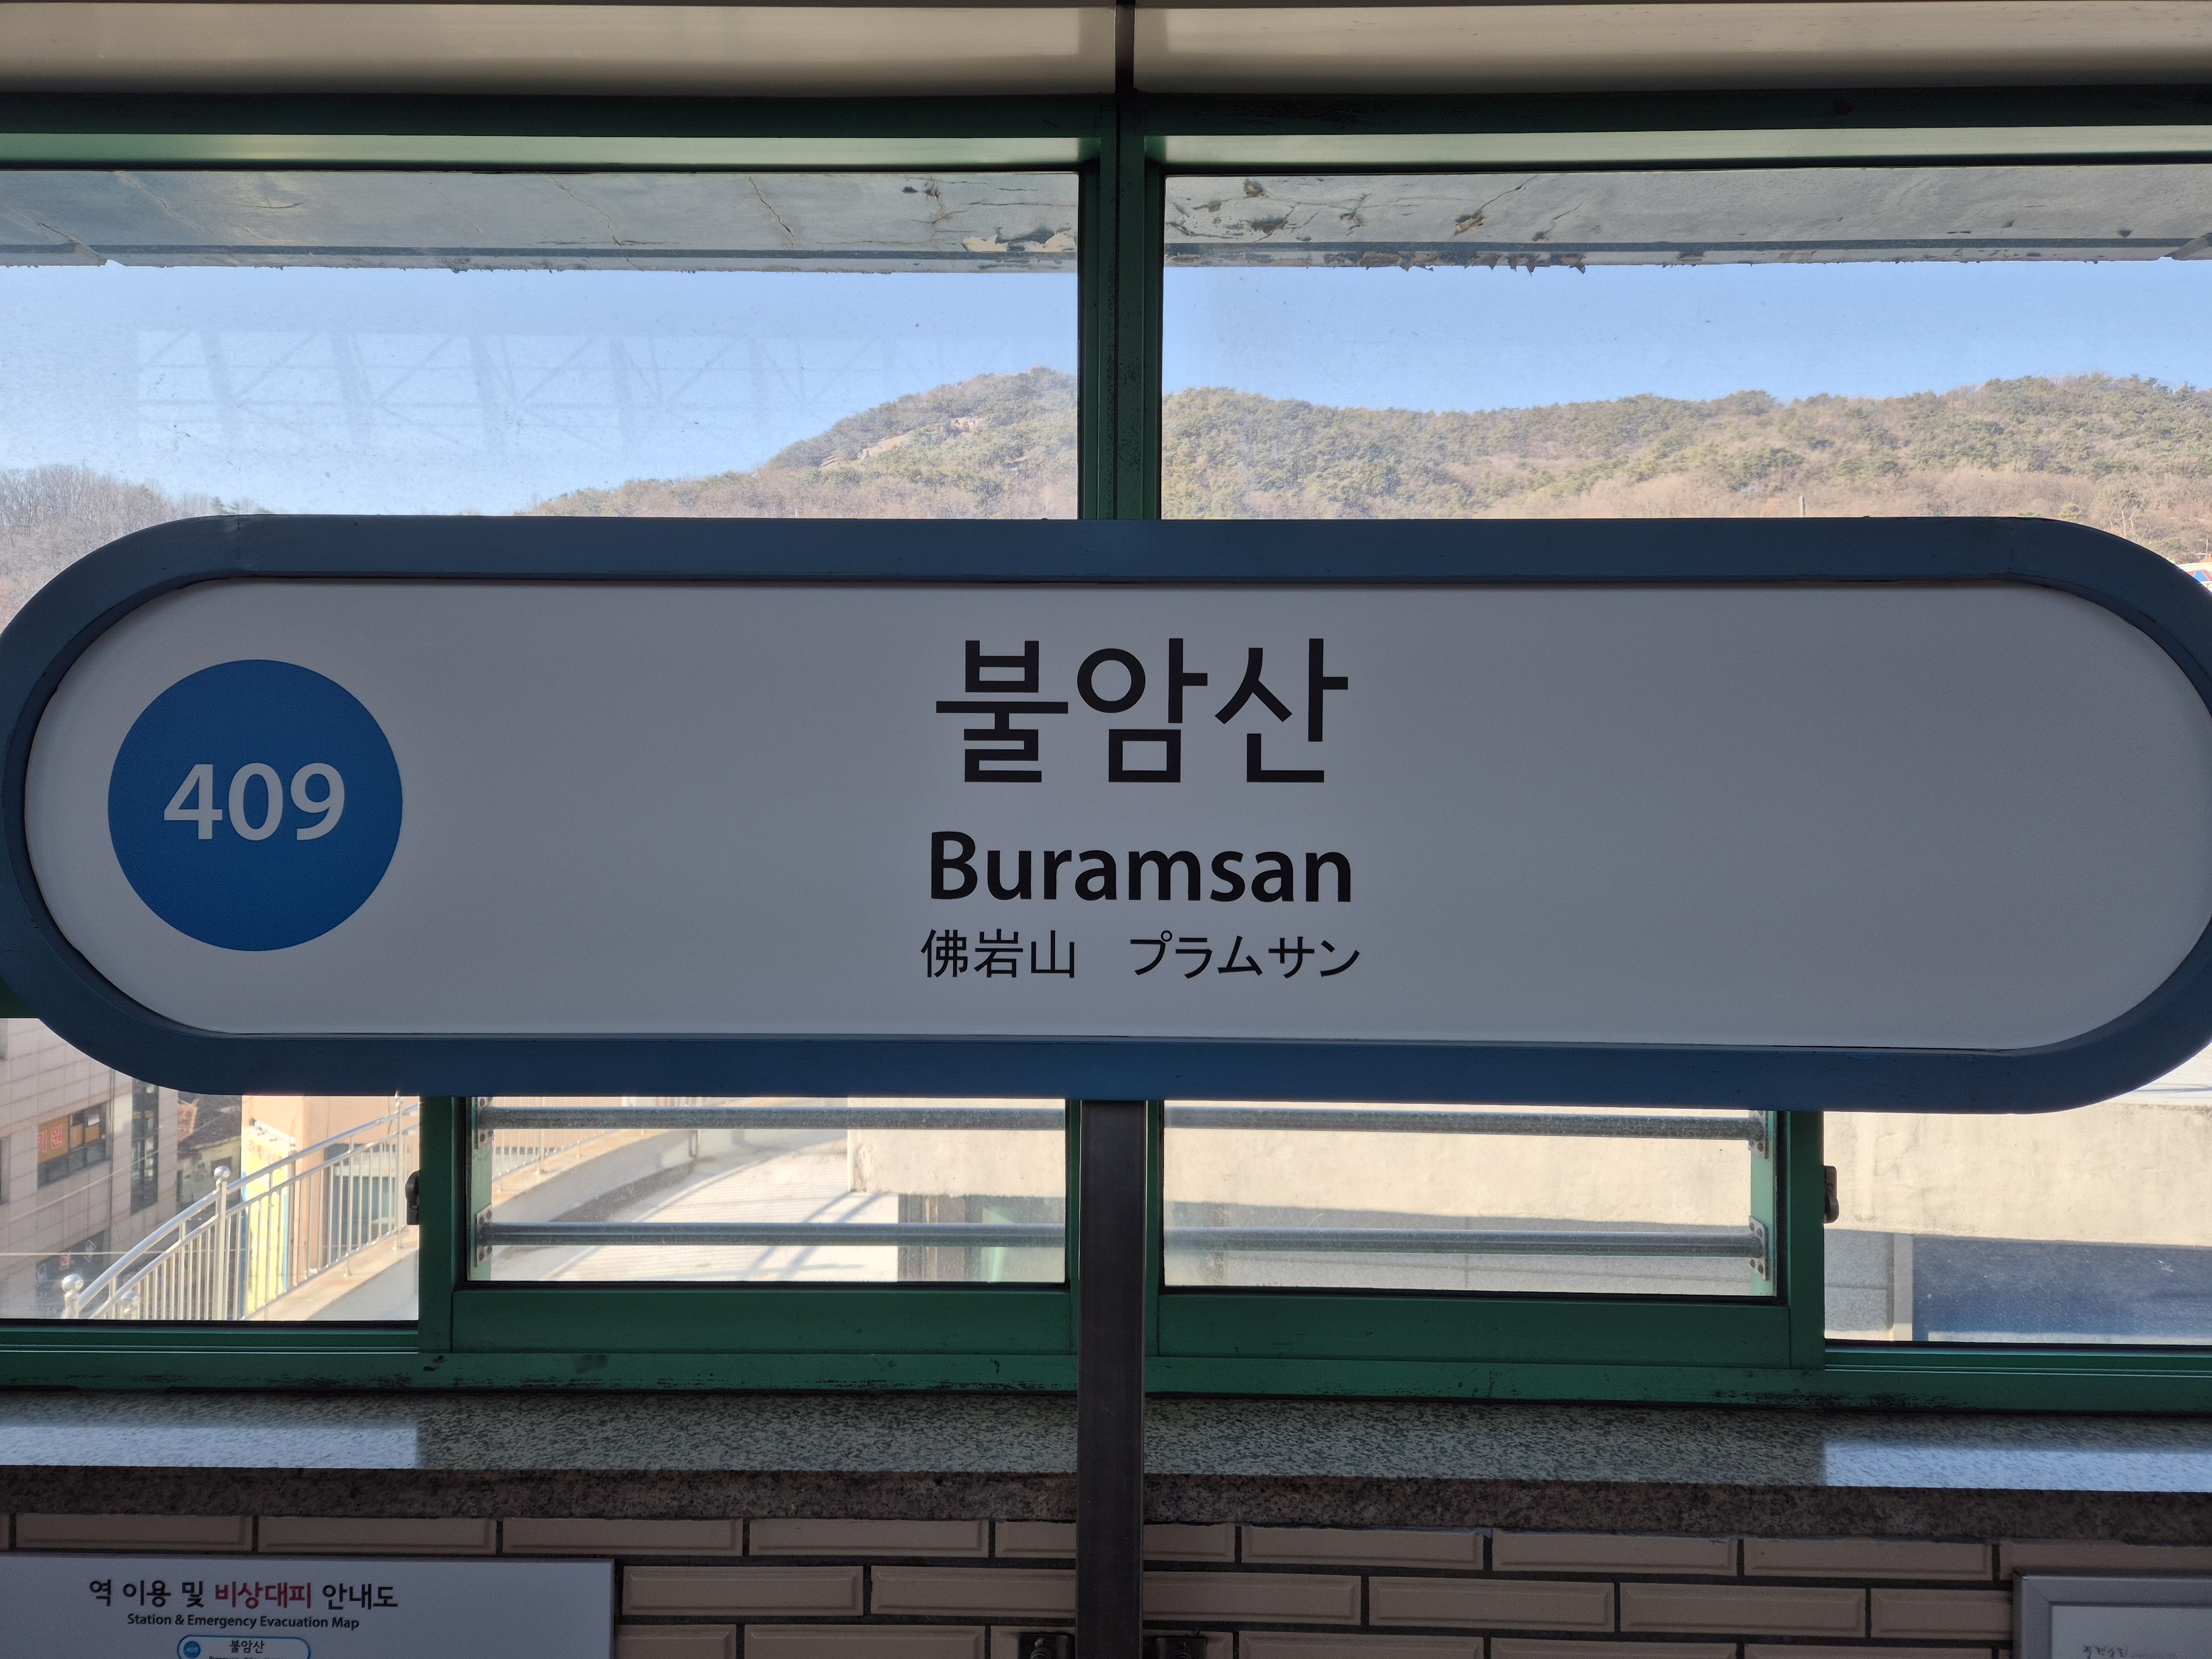 409
불암산
Buramsan
佛岩山 プラムサン
역 이용 및 비상대피 안내도
Station & Emergency Evacuation Map
409 불암산